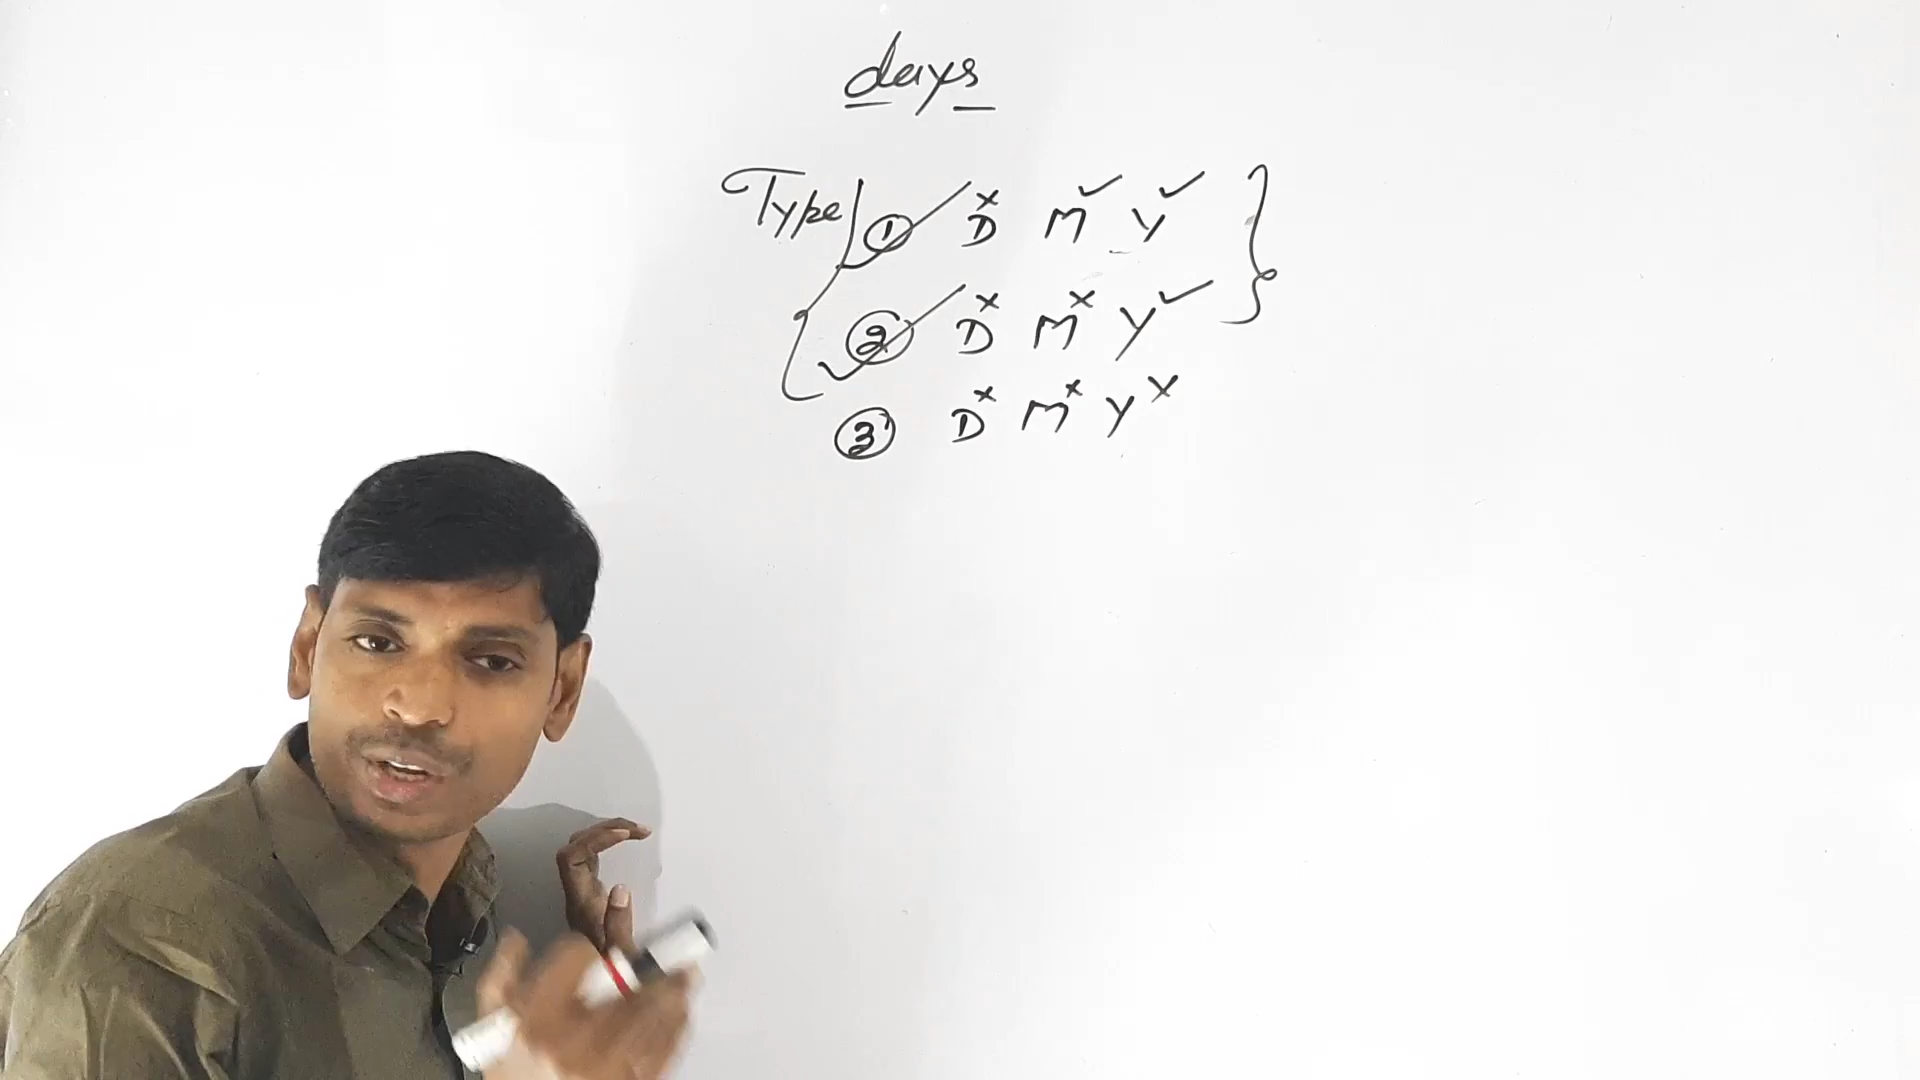 days
Type ① D× M✓ Y✓
② D× M× Y✓
③ D× M× Y×